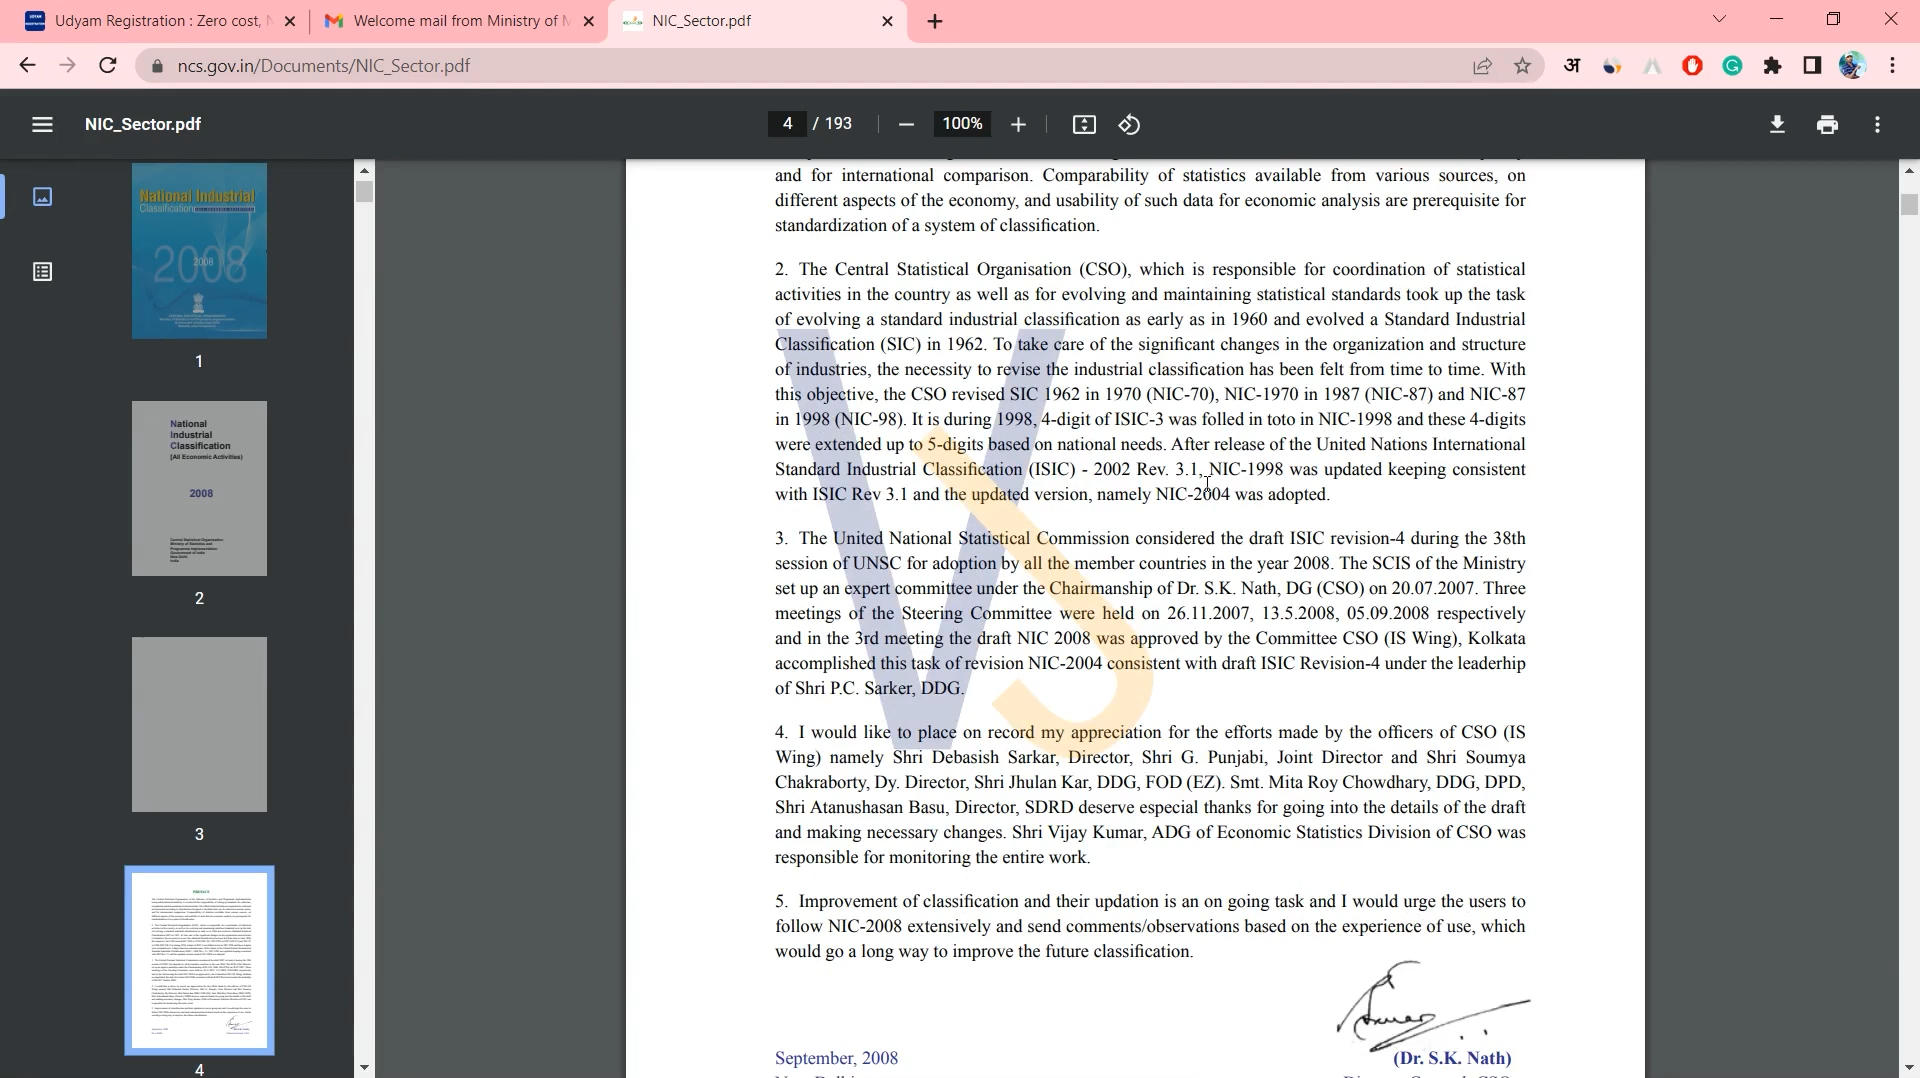 Udyam Registration : Zero cost,
Welcome mail from Ministry of
NIC_Sector.pdf
ncs.gov.in/Documents/NIC_Sector.pdf
अ
NIC_Sector.pdf
4 / 193
100%
National Industrial
Classification
2008
2008
1
National
Industrial
Classification
[All Economic Activities)
2008
Central Statistical Organisation
Ministry of Statistics and
Programme Implementation
Government of India
New Delhi
India
2
3
PREFACE
4
and for international comparison. Comparability of statistics available from various sources, on
different aspects of the economy, and usability of such data for economic analysis are prerequisite for
standardization of a system of classification.
2. The Central Statistical Organisation (CSO), which is responsible for coordination of statistical
activities in the country as well as for evolving and maintaining statistical standards took up the task
of evolving a standard industrial classification as early as in 1960 and evolved a Standard Industrial
Classification (SIC) in 1962. To take care of the significant changes in the organization and structure
of industries, the necessity to revise the industrial classification has been felt from time to time. With
this objective, the CSO revised SIC 1962 in 1970 (NIC-70), NIC-1970 in 1987 (NIC-87) and NIC-87
in 1998 (NIC-98). It is during 1998, 4-digit of ISIC-3 was folled in toto in NIC-1998 and these 4-digits
were extended up to 5-digits based on national needs. After release of the United Nations International
Standard Industrial Classification (ISIC) - 2002 Rev. 3.1, NIC-1998 was updated keeping consistent
with ISIC Rev 3.1 and the updated version, namely NIC-2004 was adopted.
3. The United National Statistical Commission considered the draft ISIC revision-4 during the 38th
session of UNSC for adoption by all the member countries in the year 2008. The SCIS of the Ministry
set up an expert committee under the Chairmanship of Dr. S.K. Nath, DG (CSO) on 20.07.2007. Three
meetings of the Steering Committee were held on 26.11.2007, 13.5.2008, 05.09.2008 respectively
and in the 3rd meeting the draft NIC 2008 was approved by the Committee CSO (IS Wing), Kolkata
accomplished this task of revision NIC-2004 consistent with draft ISIC Revision-4 under the leaderhip
of Shri P.C. Sarker, DDG.
4. I would like to place on record my appreciation for the efforts made by the officers of CSO (IS
Wing) namely Shri Debasish Sarkar, Director, Shri G. Punjabi, Joint Director and Shri Soumya
Chakraborty, Dy. Director, Shri Jhulan Kar, DDG, FOD (EZ). Smt. Mita Roy Chowdhary, DDG, DPD,
Shri Atanushasan Basu, Director, SDRD deserve especial thanks for going into the details of the draft
and making necessary changes. Shri Vijay Kumar, ADG of Economic Statistics Division of CSO was
responsible for monitoring the entire work.
5. Improvement of classification and their updation is an on going task and I would urge the users to
follow NIC-2008 extensively and send comments/observations based on the experience of use, which
would go a long way to improve the future classification.
September, 2008
(Dr. S.K. Nath)
VJ